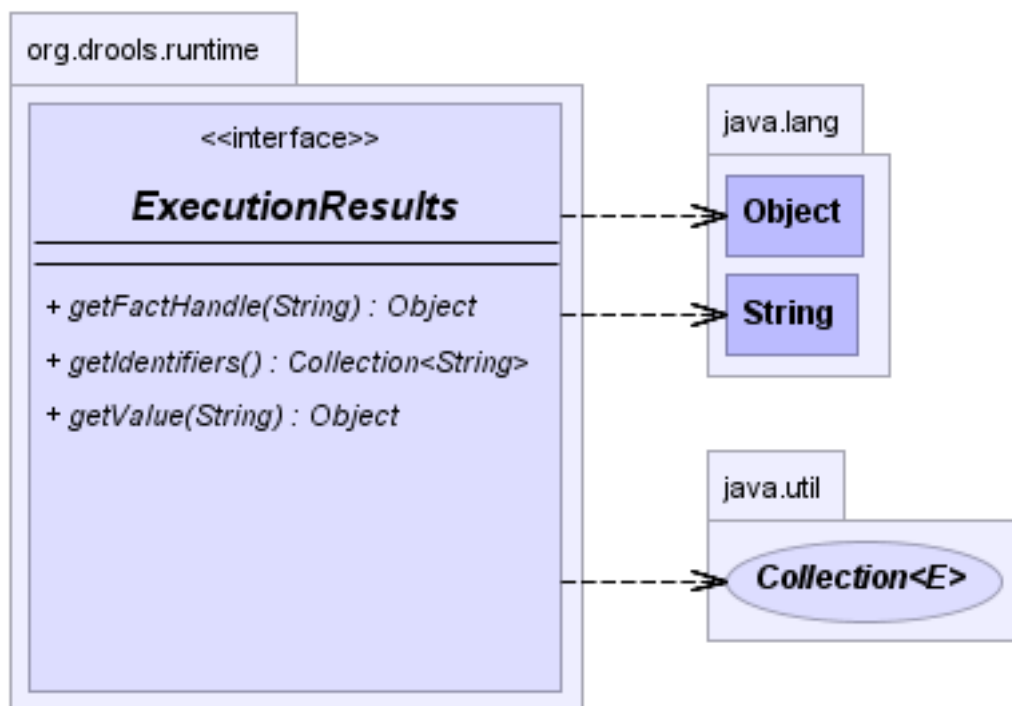 org.drools.runtime
<<interface>>
ExecutionResults
+ getFactHandle(String) : Object
+ getIdentifiers() : Collection<String>
+ getValue(String) : Object
java.lang
Object
String
java.util
Collection<E>